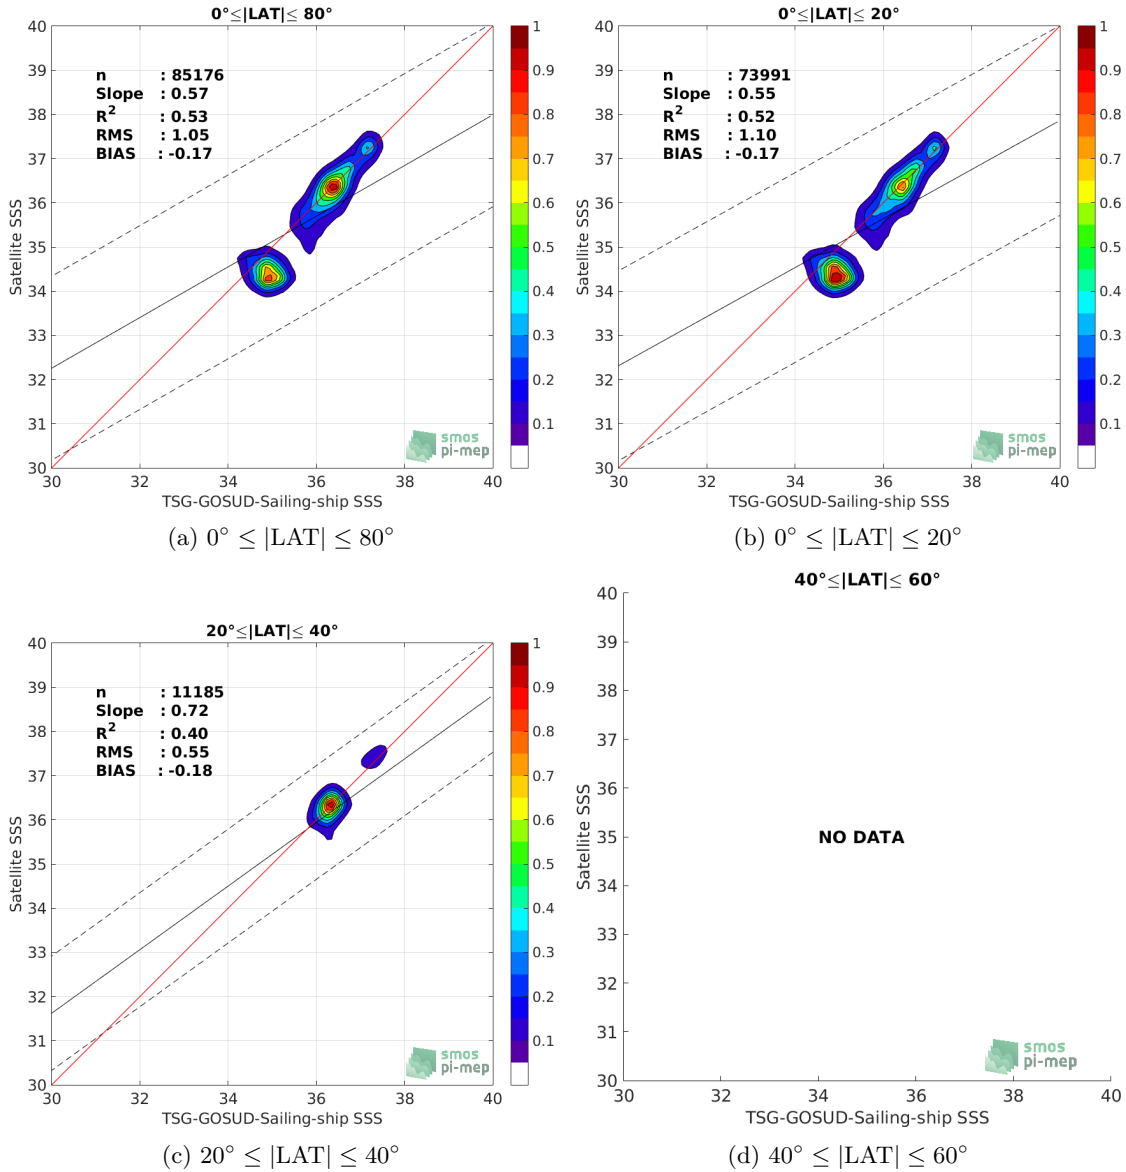 0°≤|LAT|≤ 80°
40
39
38
37
36
35
34
33
32
31
30
Satellite SSS
n : 85176
Slope : 0.57
R2 : 0.53
RMS : 1.05
BIAS : -0.17
smos
pi-mep
30 32 34 36 38 40
TSG-GOSUD-Sailing-ship SSS
1
0.9
0.8
0.7
0.6
0.5
0.4
0.3
0.2
0.1
(a) 0° ≤ |LAT| ≤ 80°
0°≤|LAT|≤ 20°
40
39
38
37
36
35
34
33
32
31
30
Satellite SSS
n : 73991
Slope : 0.55
R2 : 0.52
RMS : 1.10
BIAS : -0.17
smos
pi-mep
30 32 34 36 38 40
TSG-GOSUD-Sailing-ship SSS
1
0.9
0.8
0.7
0.6
0.5
0.4
0.3
0.2
0.1
(b) 0° ≤ |LAT| ≤ 20°
20°≤|LAT|≤ 40°
40
39
38
37
36
35
34
33
32
31
30
Satellite SSS
n : 11185
Slope : 0.72
R2 : 0.40
RMS : 0.55
BIAS : -0.18
smos
pi-mep
30 32 34 36 38 40
TSG-GOSUD-Sailing-ship SSS
1
0.9
0.8
0.7
0.6
0.5
0.4
0.3
0.2
0.1
(c) 20° ≤ |LAT| ≤ 40°
40°≤|LAT|≤ 60°
40
39
38
37
36
35
34
33
32
31
30
Satellite SSS
NO DATA
smos
pi-mep
30 32 34 36 38 40
TSG-GOSUD-Sailing-ship SSS
(d) 40° ≤ |LAT| ≤ 60°